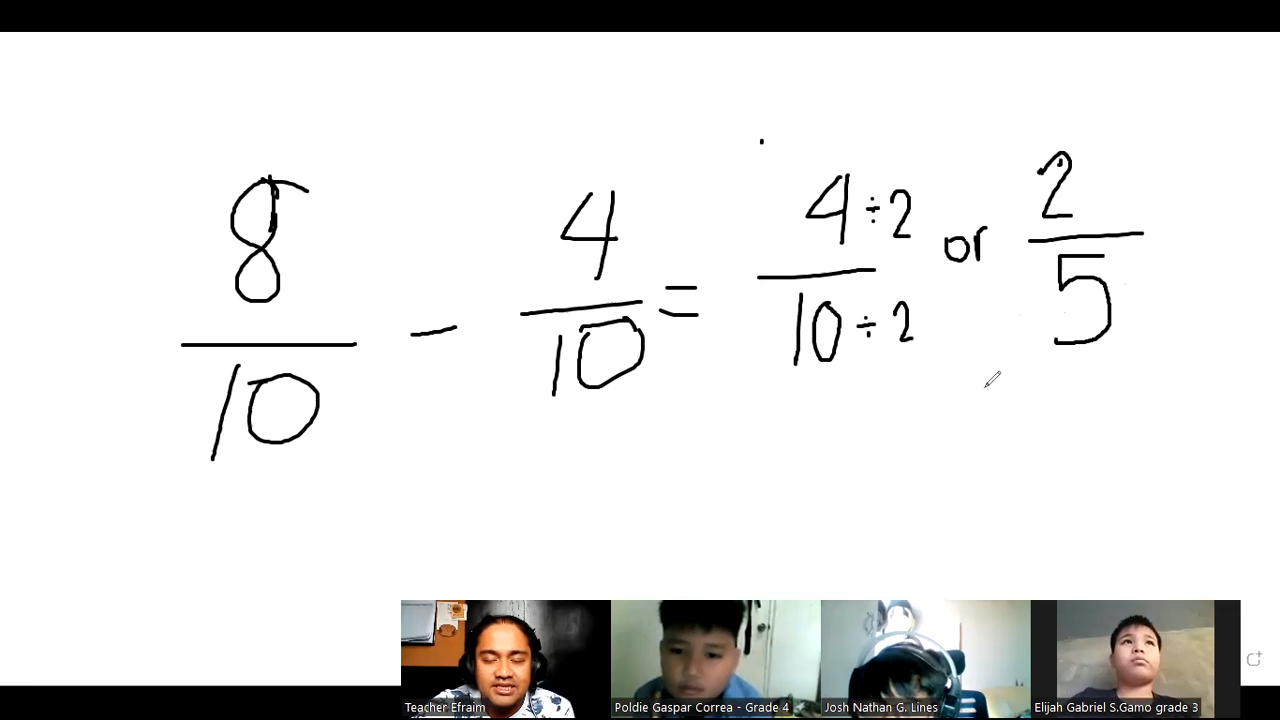 8/10 - 4/10 = 4÷2/10÷2 or 2/5
Teacher Efraim
Poldie Gaspar Correa - Grade 4
Josh Nathan G. Lines
Elijah Gabriel S.Gamo grade 3